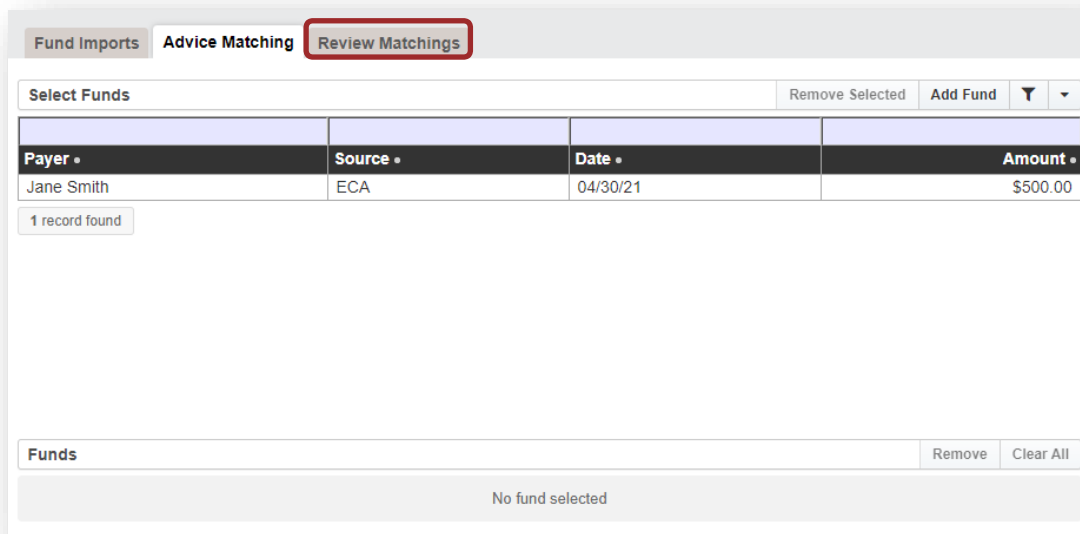 Fund Imports Advice Matching Review Matchings
Select Funds Remove Selected Add Fund
Payer Source Date Amount
Jane Smith ECA 04/30/21 $500.00
1 record found
Funds Remove Clear All
No fund selected